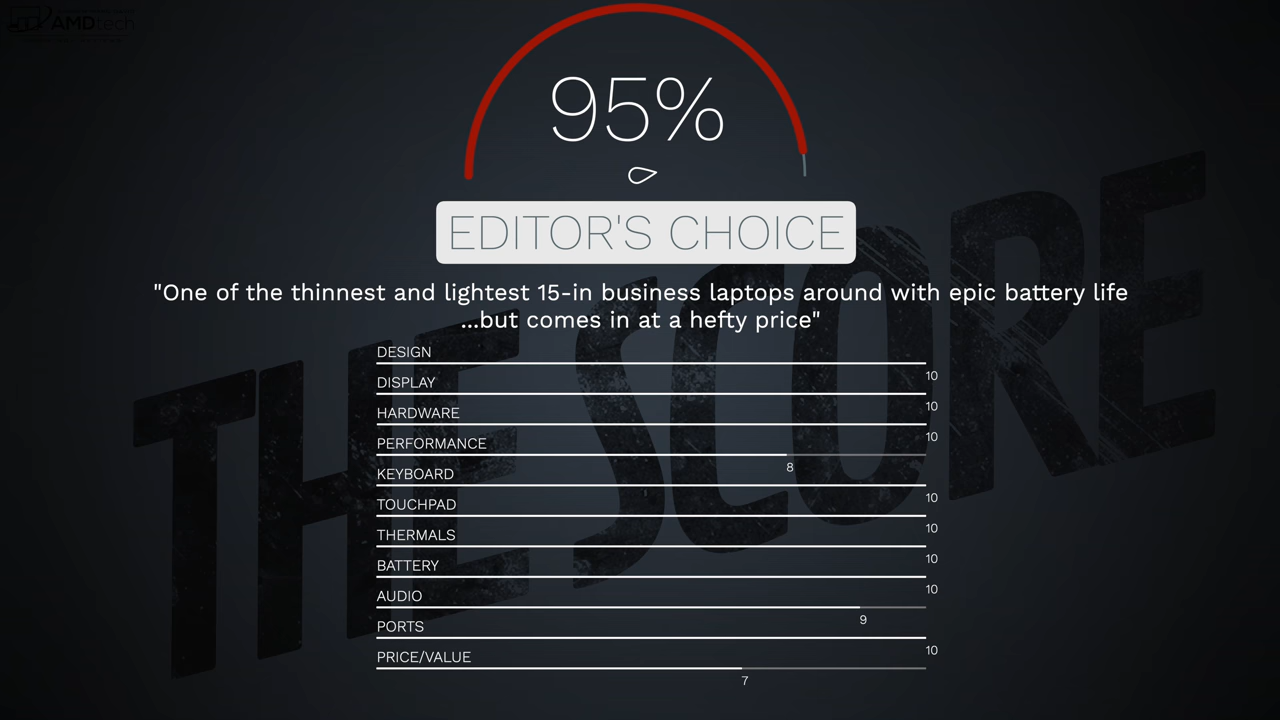 AMDtech
95%
EDITOR'S CHOICE
"One of the thinnest and lightest 15-in business laptops around with epic battery life
...but comes in at a hefty price"
DESIGN
10
DISPLAY
10
HARDWARE
10
PERFORMANCE
8
KEYBOARD
10
TOUCHPAD
10
THERMALS
10
BATTERY
10
AUDIO
9
PORTS
10
PRICE/VALUE
7
THE SCORE